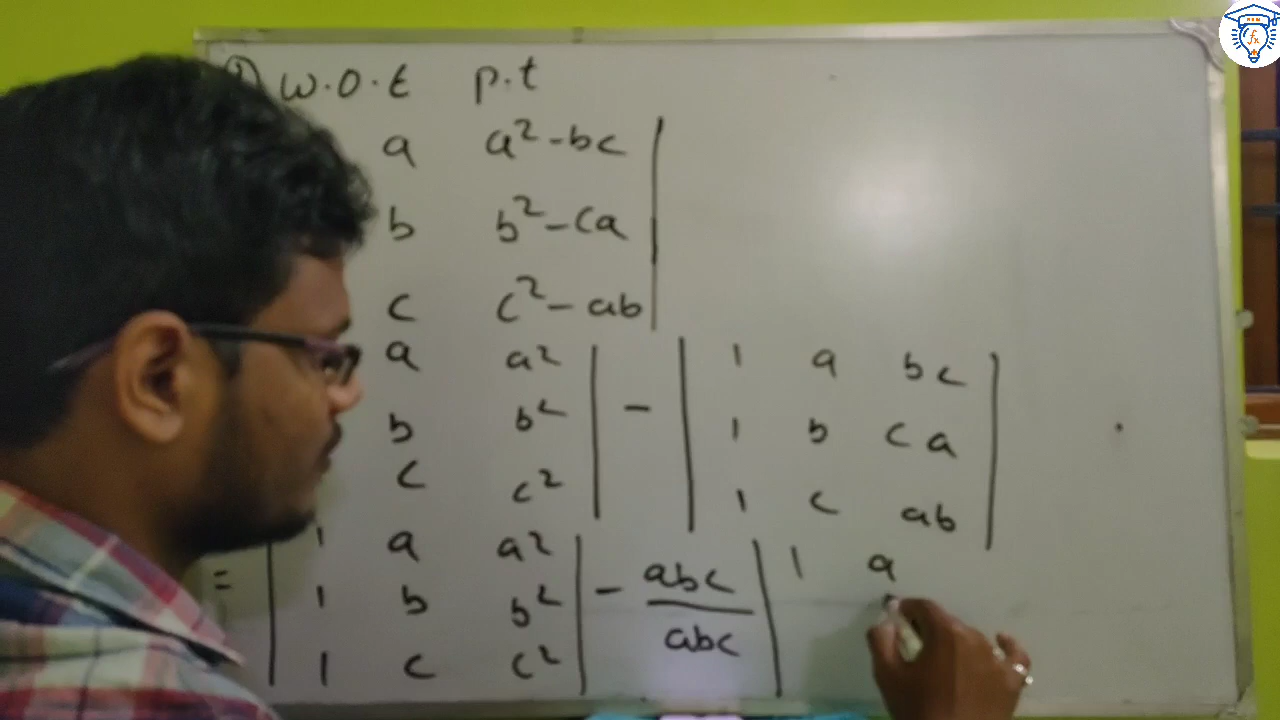 W.O.E P.t
a a²-bc
b b²-ca
c c²-ab
a a² - 1 a bc
b b² 1 b ca
c c² 1 c ab
= 1 a a² - abc/abc 1 a
1 b b²
1 c c²